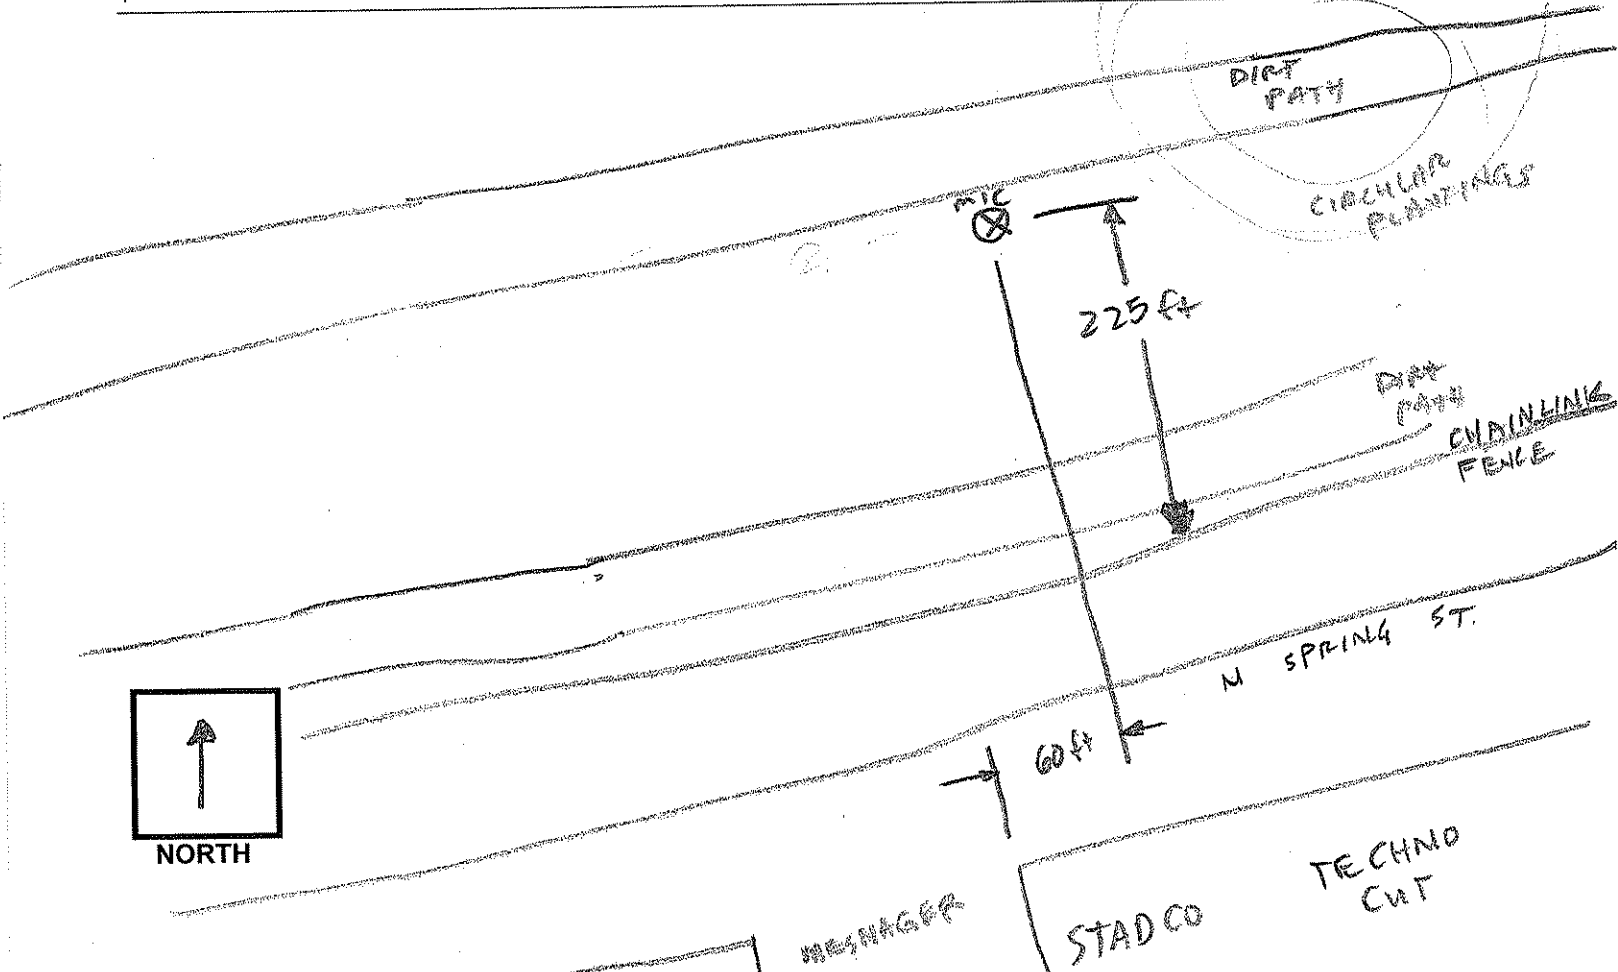 DIRT
PATH
MIC
CIRCULAR
PLANTINGS
225 ft
DIRT
PATH
CHAINLINK
FENCE
N SPRING ST.
60 ft
NORTH
MESNAGER
STADCO
TECHNO
CUT